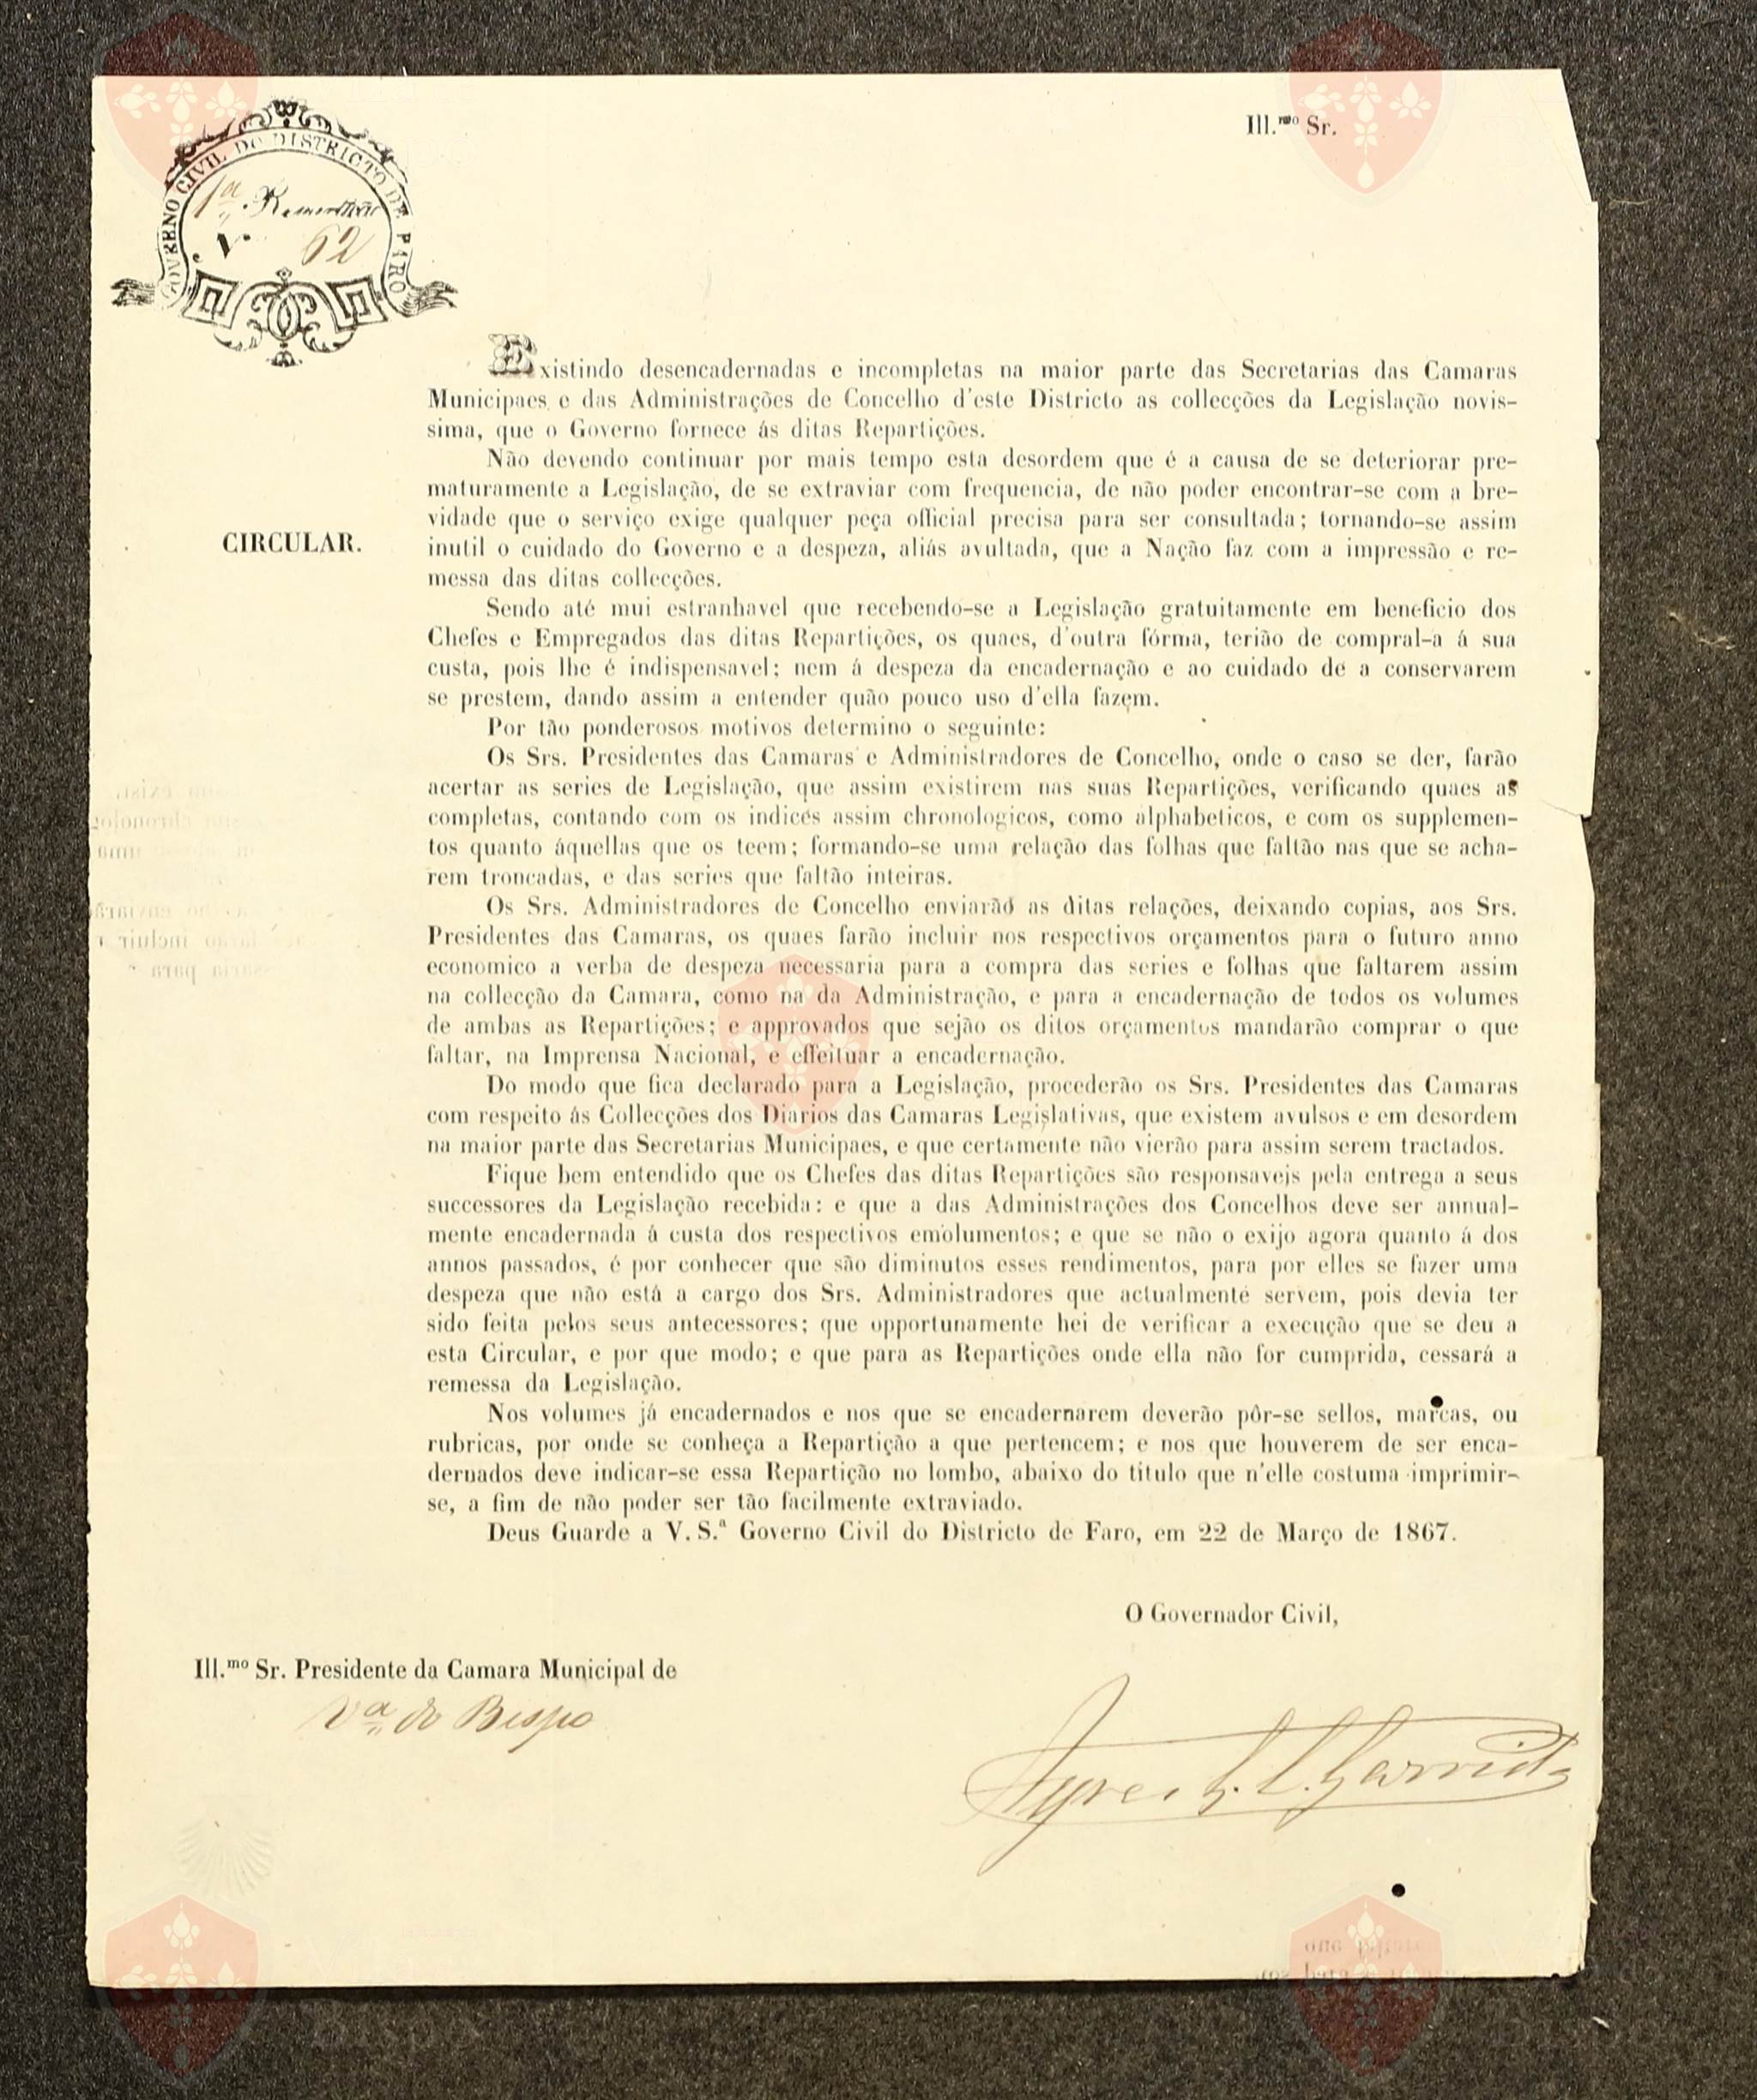 Ill.mo Sr.
GOVERNO CIVIL DO DISTRICTO DE FARO
1.ª
N. 62
CIRCULAR.
Existindo desencadernadas e incompletas na maior parte das Secretarias das Camaras
Municipaes e das Administrações de Concelho d'este Districto as collecções da Legislação novis-
sima, que o Governo fornece ás ditas Repartições.
Não devendo continuar por mais tempo esta desordem que é a causa de se deteriorar pre-
maturamente a Legislação, de se extraviar com frequencia, de não poder encontrar-se com a bre-
vidade que o serviço exige qualquer peça official precisa para ser consultada; tornando-se assim
inutil o cuidado do Governo e a despeza, aliás avultada, que a Nação faz com a impressão e re-
messa das ditas collecções.
Sendo até mui estranhavel que recebendo-se a Legislação gratuitamente em beneficio dos
Chefes e Empregados das ditas Repartições, os quaes, d'outra fórma, terião de compral-a á sua
custa, pois lhe é indispensavel; nem á despeza da encadernação e ao cuidado de a conservarem
se prestem, dando assim a entender quão pouco uso d'ella fazem.
Por tão ponderosos motivos determino o seguinte:
Os Srs. Presidentes das Camaras e Administradores de Concelho, onde o caso se der, farão
acertar as series de Legislação, que assim existirem nas suas Repartições, verificando quaes as
completas, contando com os indices assim chronologicos, como alphabeticos, e com os supplemen-
tos quanto áquellas que os teem; formando-se uma relação das folhas que faltão nas que se acha-
rem troncadas, e das series que faltão inteiras.
Os Srs. Administradores de Concelho enviarão as ditas relações, deixando copias, aos Srs.
Presidentes das Camaras, os quaes farão incluir nos respectivos orçamentos para o futuro anno
economico a verba de despeza necessaria para a compra das series e folhas que faltarem assim
na collecção da Camara, como na da Administração, e para a encadernação de todos os volumes
de ambas as Repartições; e approvados que sejão os ditos orçamentos mandarão comprar o que
faltar, na Imprensa Nacional, e effeituar a encadernação.
Do modo que fica declarado para a Legislação, procederão os Srs. Presidentes das Camaras
com respeito ás Collecções dos Diarios das Camaras Legislativas, que existem avulsos e em desordem
na maior parte das Secretarias Municipaes, e que certamente não vierão para assim serem tractados.
Fique bem entendido que os Chefes das ditas Repartições são responsaveis pela entrega a seus
successores da Legislação recebida: e que a das Administrações dos Concelhos deve ser annual-
mente encadernada á custa dos respectivos emolumentos; e que se não o exijo agora quanto á dos
annos passados, é por conhecer que são diminutos esses rendimentos, para por elles se fazer uma
despeza que não está a cargo dos Srs. Administradores que actualmente servem, pois devia ter
sido feita pelos seus antecessores; que opportunamente hei de verificar a execução que se deu a
esta Circular, e por que modo; e que para as Repartições onde ella não for cumprida, cessará a
remessa da Legislação.
Nos volumes já encadernados e nos que se encadernarem deverão pôr-se sellos, marcas, ou
rubricas, por onde se conheça a Repartição a que pertencem; e nos que houverem de ser enca-
dernados deve indicar-se essa Repartição no lombo, abaixo do titulo que n'elle costuma imprimir-
se, a fim de não poder ser tão facilmente extraviado.
Deus Guarde a V. S.ª Governo Civil do Districto de Faro, em 22 de Março de 1867.
O Governador Civil,
Ill.mo Sr. Presidente da Camara Municipal de
Vª do Bispo
Garrido